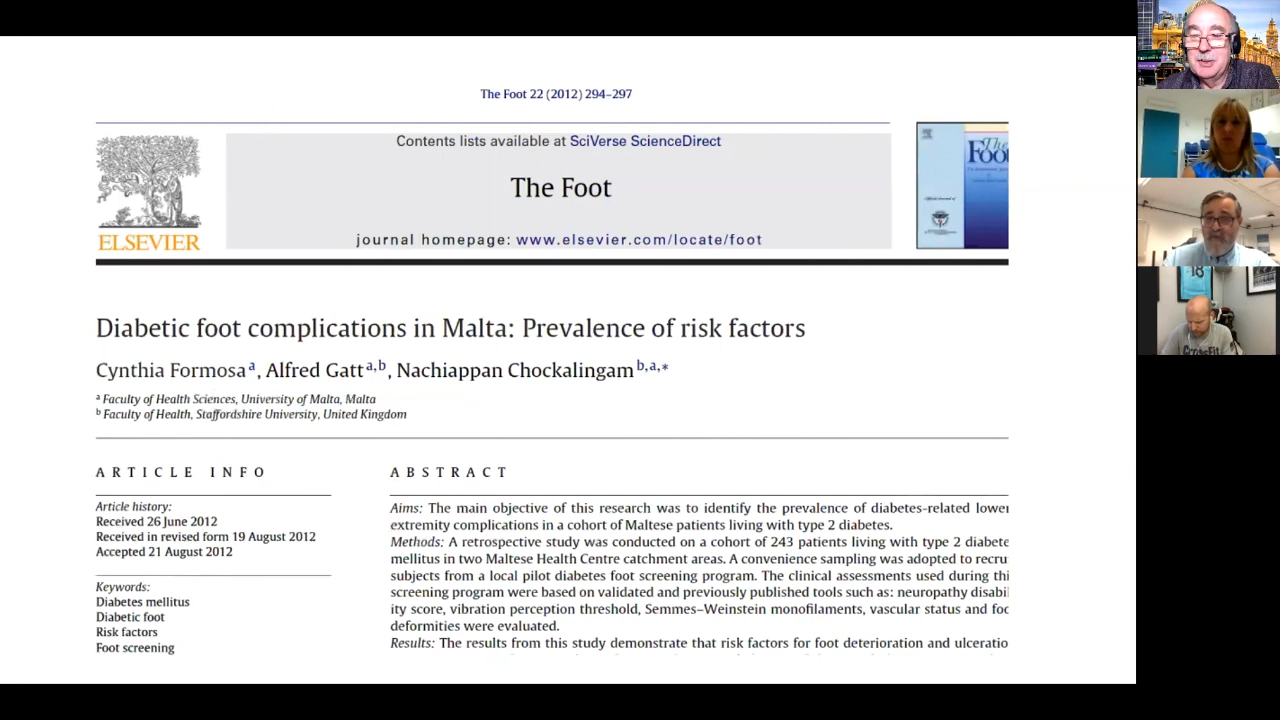 The Foot 22 (2012) 294–297
Contents lists available at SciVerse ScienceDirect
The Foot
journal homepage: www.elsevier.com/locate/foot
ELSEVIER
The
Foot
Diabetic foot complications in Malta: Prevalence of risk factors
Cynthia Formosa a, Alfred Gatt a,b, Nachiappan Chockalingam b,a,*
a Faculty of Health Sciences, University of Malta, Malta
b Faculty of Health, Staffordshire University, United Kingdom
ARTICLE INFO
Article history:
Received 26 June 2012
Received in revised form 19 August 2012
Accepted 21 August 2012
Keywords:
Diabetes mellitus
Diabetic foot
Risk factors
Foot screening
ABSTRACT
Aims: The main objective of this research was to identify the prevalence of diabetes-related lower
extremity complications in a cohort of Maltese patients living with type 2 diabetes.
Methods: A retrospective study was conducted on a cohort of 243 patients living with type 2 diabete
mellitus in two Maltese Health Centre catchment areas. A convenience sampling was adopted to recru
subjects from a local pilot diabetes foot screening program. The clinical assessments used during thi
screening program were based on validated and previously published tools such as: neuropathy disabil
ity score, vibration perception threshold, Semmes–Weinstein monofilaments, vascular status and foo
deformities were evaluated.
Results: The results from this study demonstrate that risk factors for foot deterioration and ulceratio
18
CrossFit